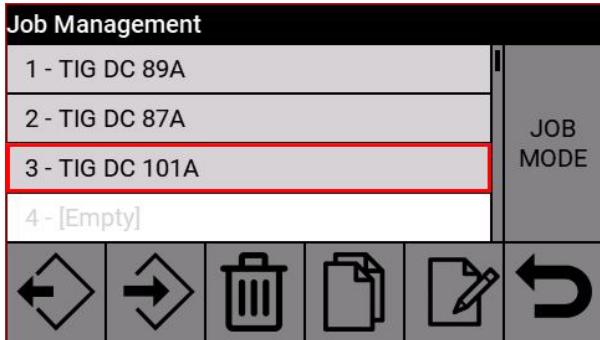 Job Management
1 - TIG DC 89A
2 - TIG DC 87A
3 - TIG DC 101A
4 - [Empty]
JOB
MODE